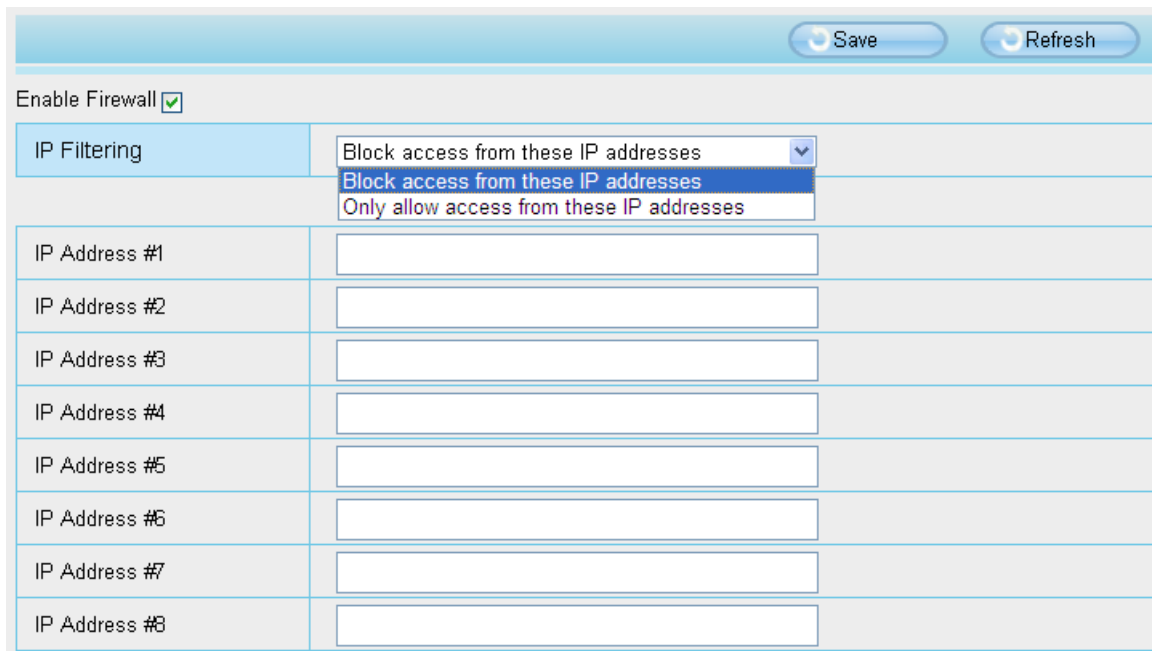 Save Refresh
Enable Firewall
IP Filtering Block access from these IP addresses
Block access from these IP addresses
Only allow access from these IP addresses
IP Address #1
IP Address #2
IP Address #3
IP Address #4
IP Address #5
IP Address #6
IP Address #7
IP Address #8